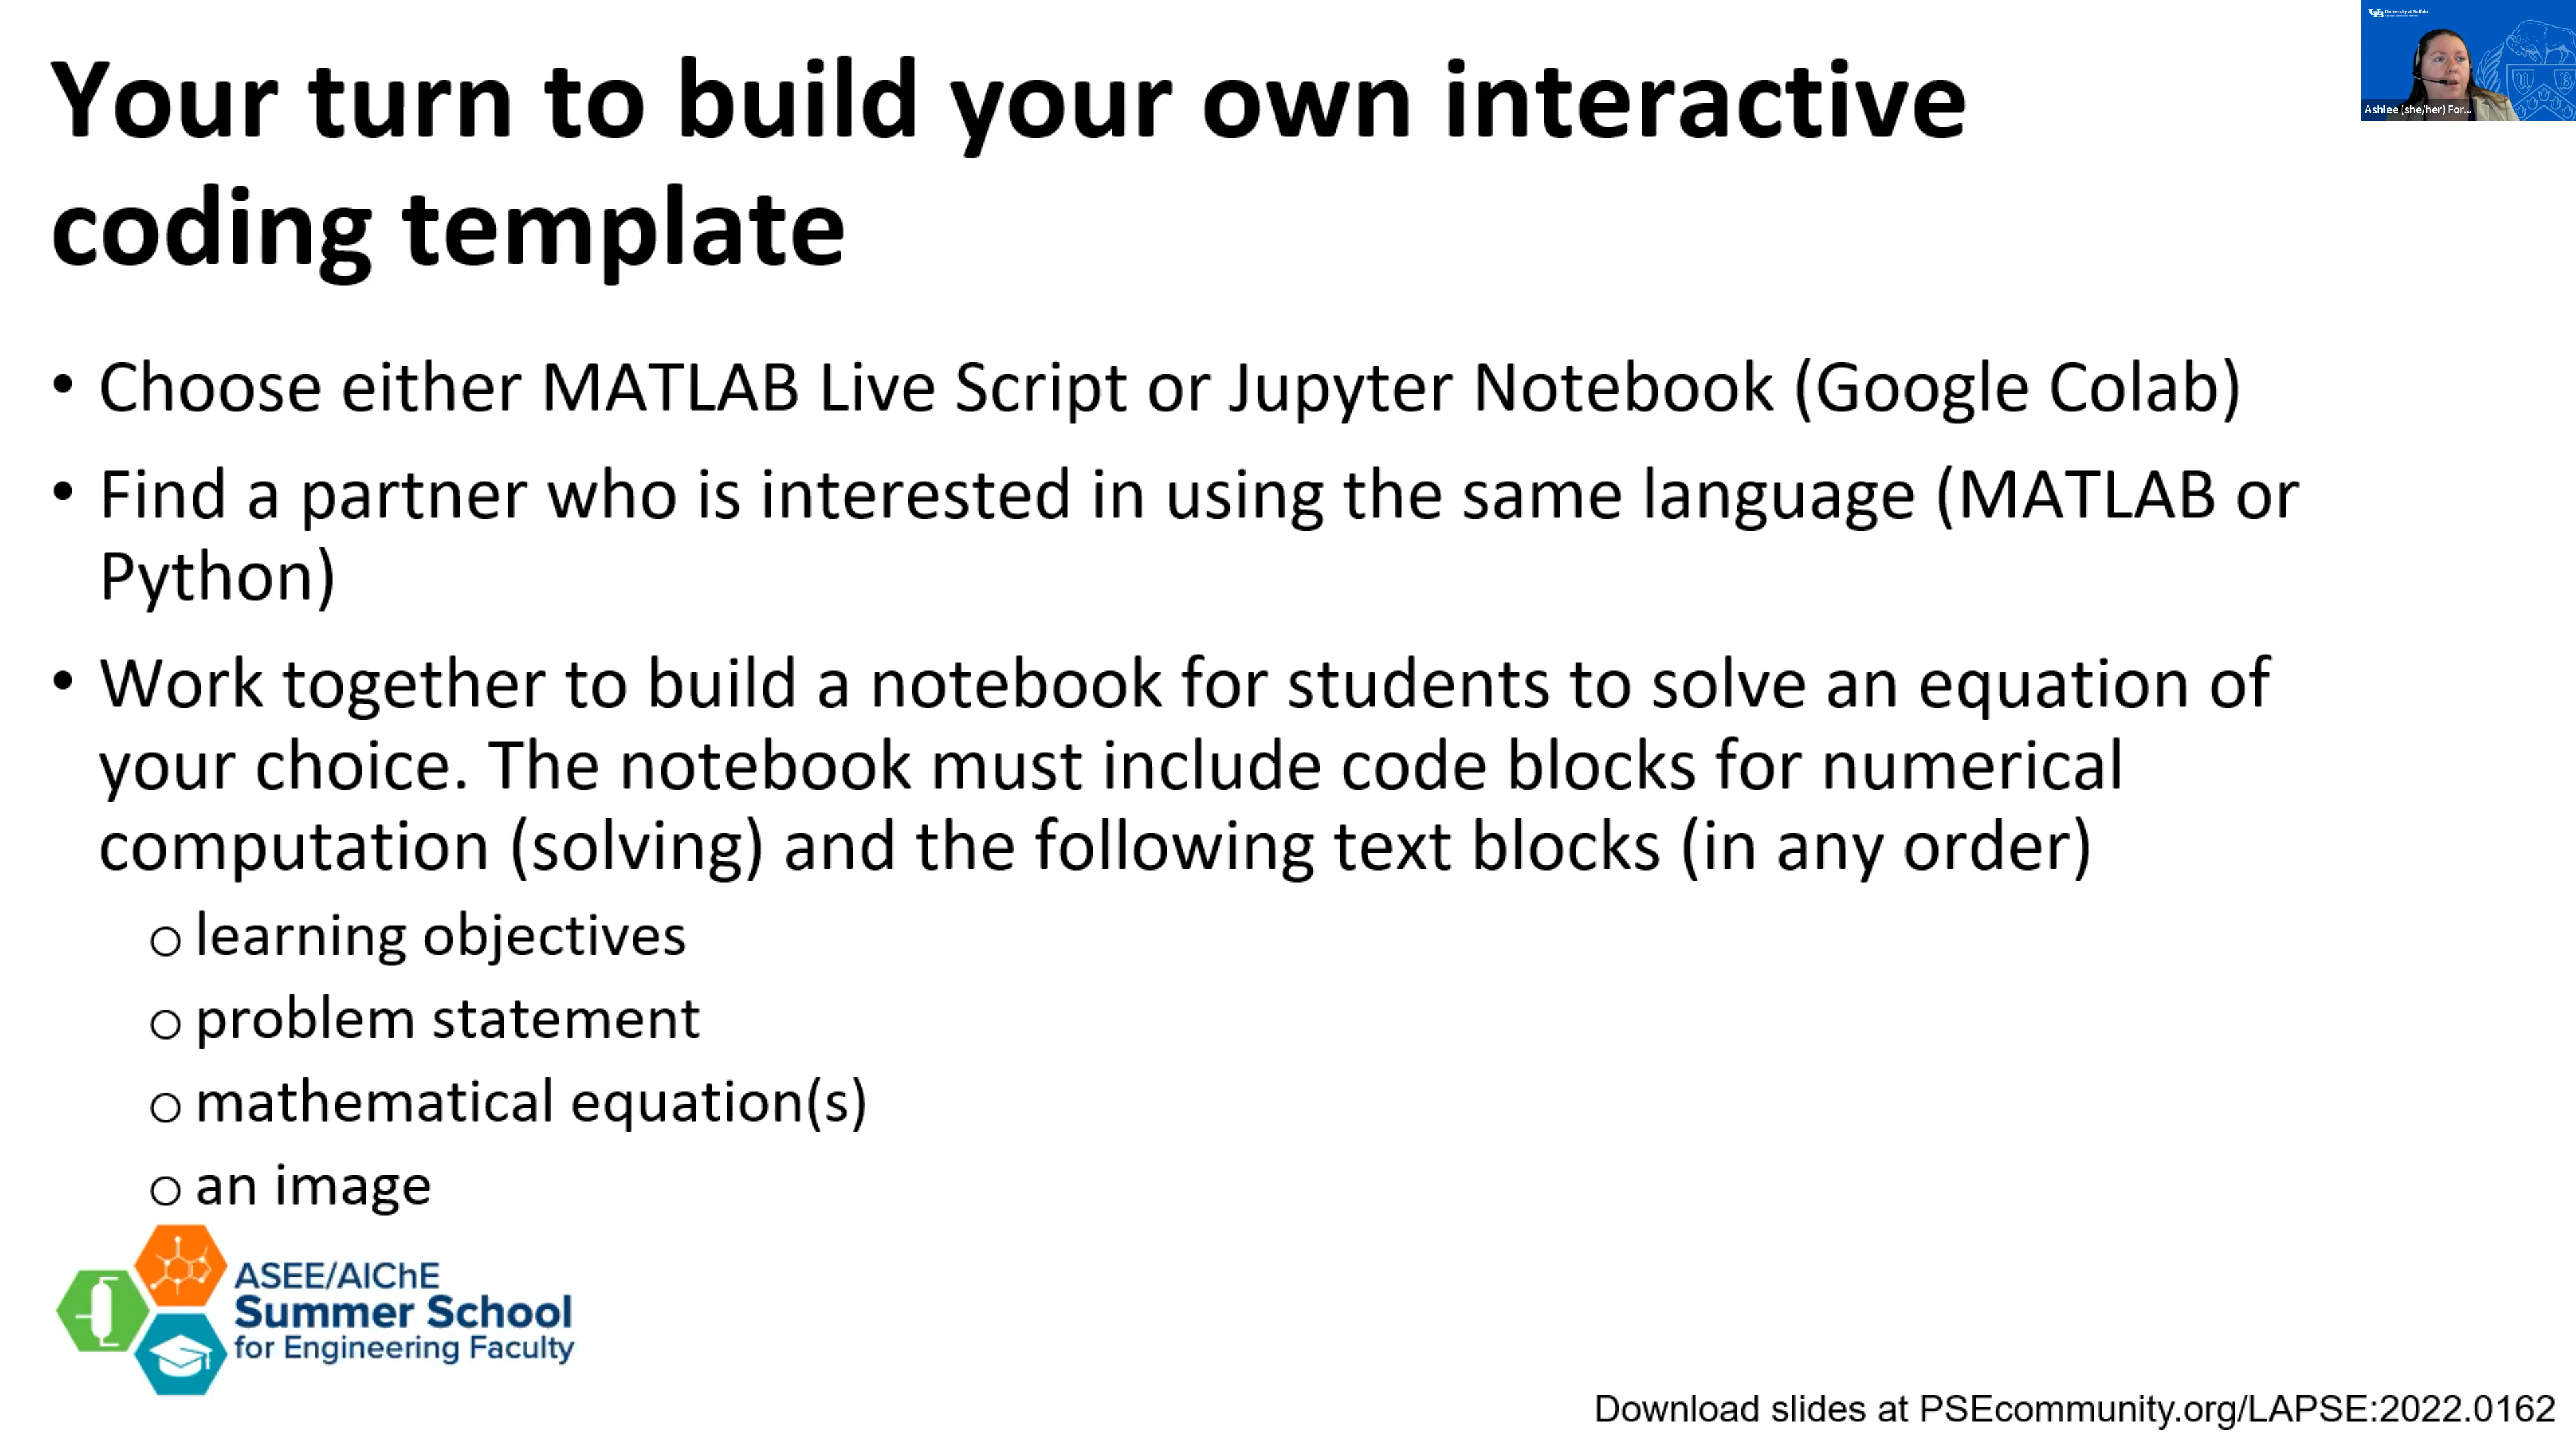 Your turn to build your own interactive
coding template
• Choose either MATLAB Live Script or Jupyter Notebook (Google Colab)
• Find a partner who is interested in using the same language (MATLAB or
Python)
• Work together to build a notebook for students to solve an equation of
your choice. The notebook must include code blocks for numerical
computation (solving) and the following text blocks (in any order)
o learning objectives
o problem statement
o mathematical equation(s)
o an image
ASEE/AIChE
Summer School
for Engineering Faculty
Download slides at PSEcommunity.org/LAPSE:2022.0162
University at Buffalo
Ashlee (she/her) For...